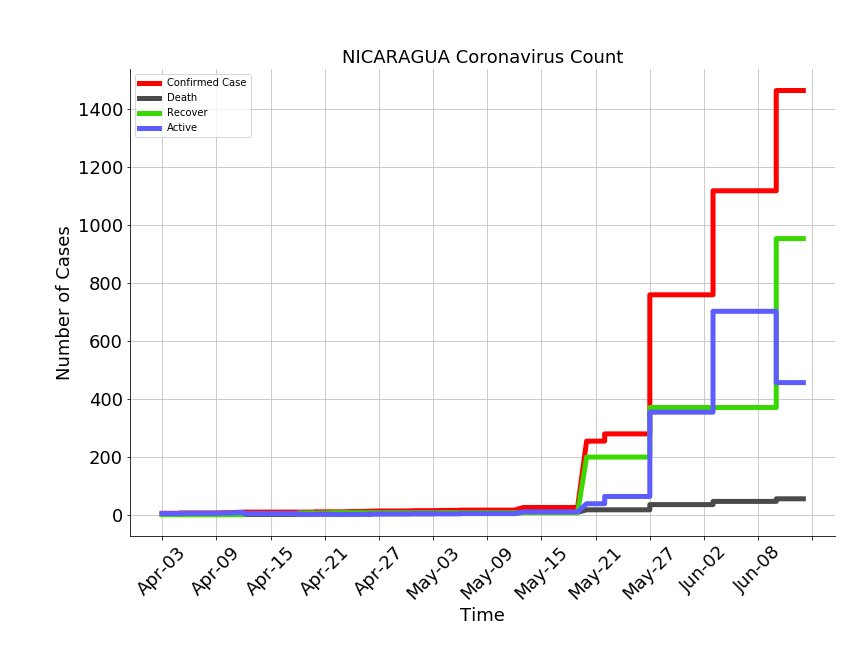 NICARAGUA Coronavirus Count
Confirmed Case
Death
Recover
Active
Number of Cases
1400
1200
1000
800
600
400
200
0
Apr-03
Apr-09
Apr-15
Apr-21
Apr-27
May-03
May-09
May-15
May-21
May-27
Jun-02
Jun-08
Time